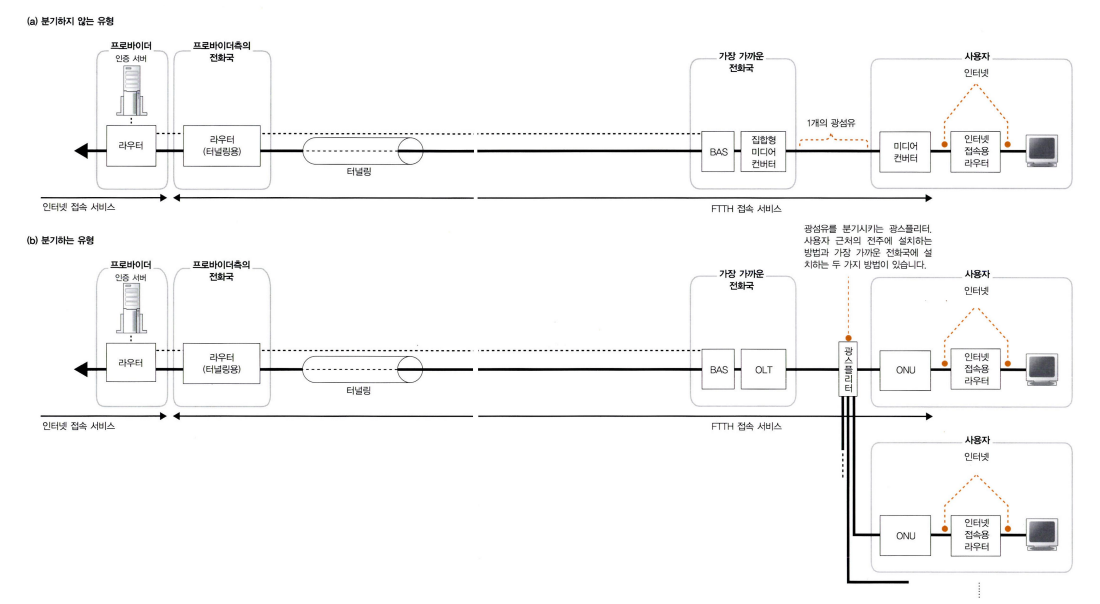 (a) 분기하지 않는 유형
프로바이더
인증 서버
라우터
프로바이더측의
전화국
라우터
(터널링용)
터널링
가장 가까운
전화국
BAS
집합형
미디어
컨버터
1개의 광섬유
사용자
인터넷
미디어
컨버터
인터넷
접속용
라우터
인터넷 접속 서비스
FTTH 접속 서비스
(b) 분기하는 유형
광섬유를 분기시키는 광스플리터.
사용자 근처의 전주에 설치하는
방법과 가장 가까운 전화국에 설
치하는 두 가지 방법이 있습니다.
프로바이더
인증 서버
라우터
프로바이더측의
전화국
라우터
(터널링용)
터널링
가장 가까운
전화국
BAS
OLT
광스플리터
사용자
인터넷
ONU
인터넷
접속용
라우터
인터넷 접속 서비스
FTTH 접속 서비스
사용자
인터넷
ONU
인터넷
접속용
라우터